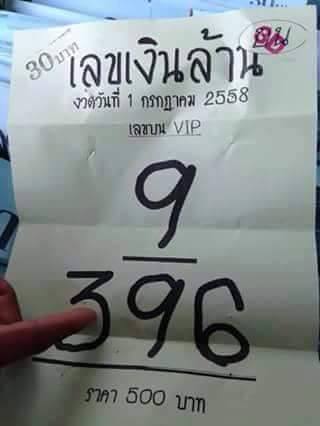 30 บาท
เลขเงินล้าน
งวดวันที่ 1 กรกฎาคม 2558
เลขบน VIP
9
396
ราคา 500 บาท